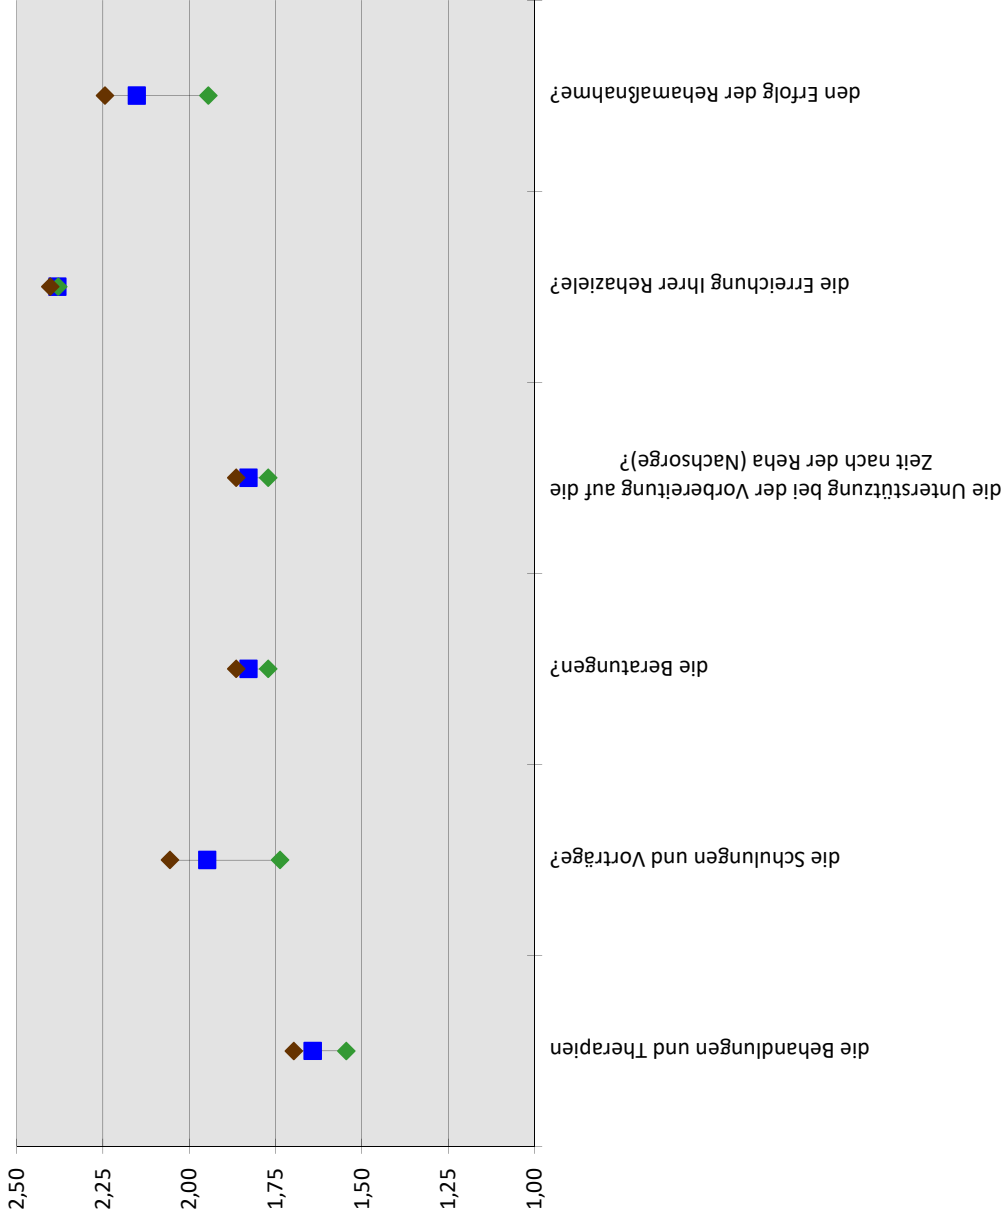 den Erfolg der Rehamaßnahme?
die Erreichung Ihrer Rehaziele?
die Unterstützung bei der Vorbereitung auf die
Zeit nach der Reha (Nachsorge)?
die Beratungen?
die Schulungen und Vorträge?
die Behandlungen und Therapien
2,50
2,25
2,00
1,75
1,50
1,25
1,00